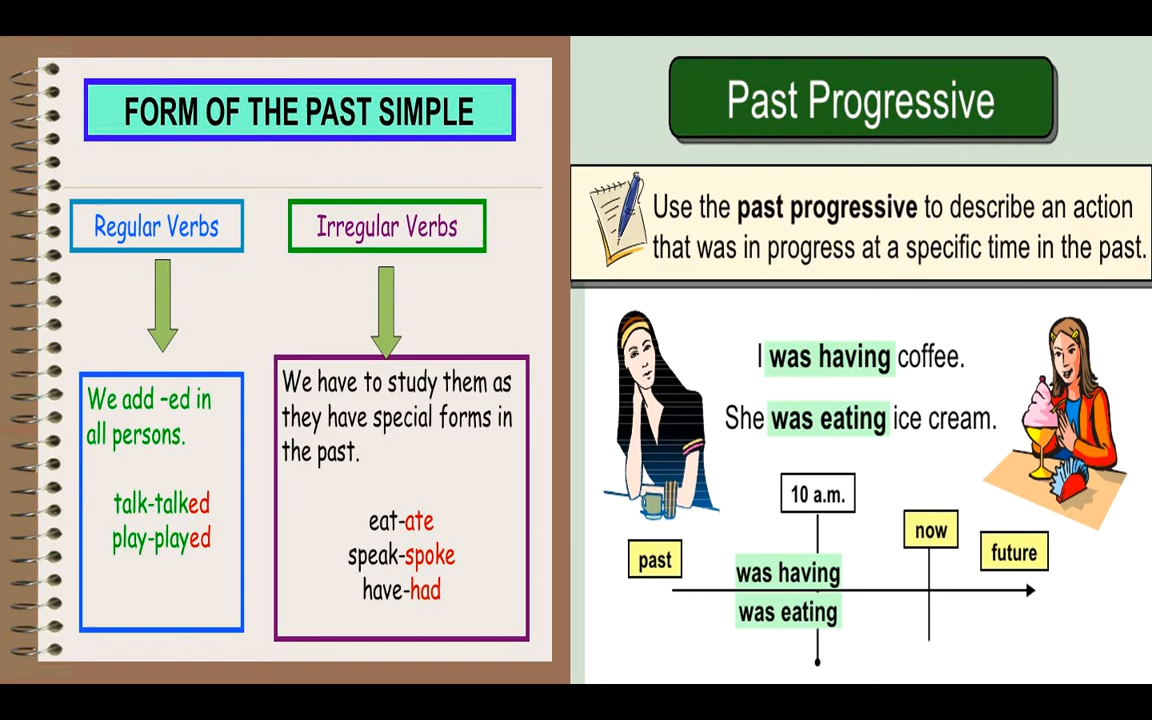 FORM OF THE PAST SIMPLE
Regular Verbs
Irregular Verbs
We add –ed in
all persons.
talk-talked
play-played
We have to study them as
they have special forms in
the past.
eat-ate
speak-spoke
have-had
Past Progressive
Use the past progressive to describe an action
that was in progress at a specific time in the past.
I was having coffee.
She was eating ice cream.
10 a.m.
now
past
future
was having
was eating